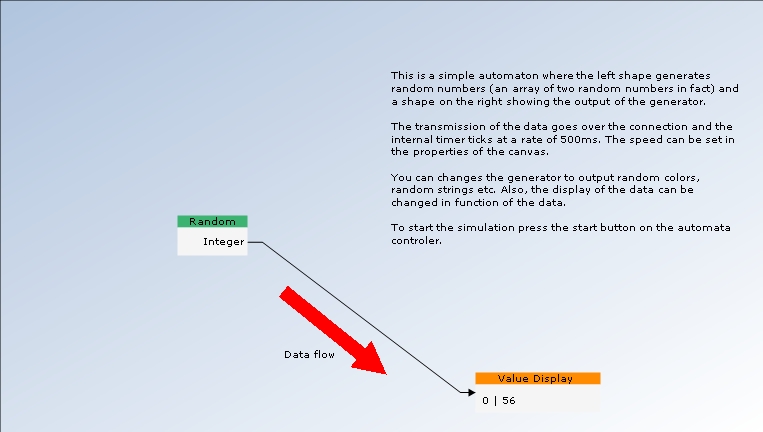 This is a simple automaton where the left shape generates
random numbers (an array of two random numbers in fact) and
a shape on the right showing the output of the generator.
The transmission of the data goes over the connection and the
internal timer ticks at a rate of 500ms. The speed can be set in
the properties of the canvas.
You can changes the generator to output random colors,
random strings etc. Also, the display of the data can be
changed in function of the data.
To start the simulation press the start button on the automata
controler.
Random
Integer
Data flow
Value Display
0 | 56